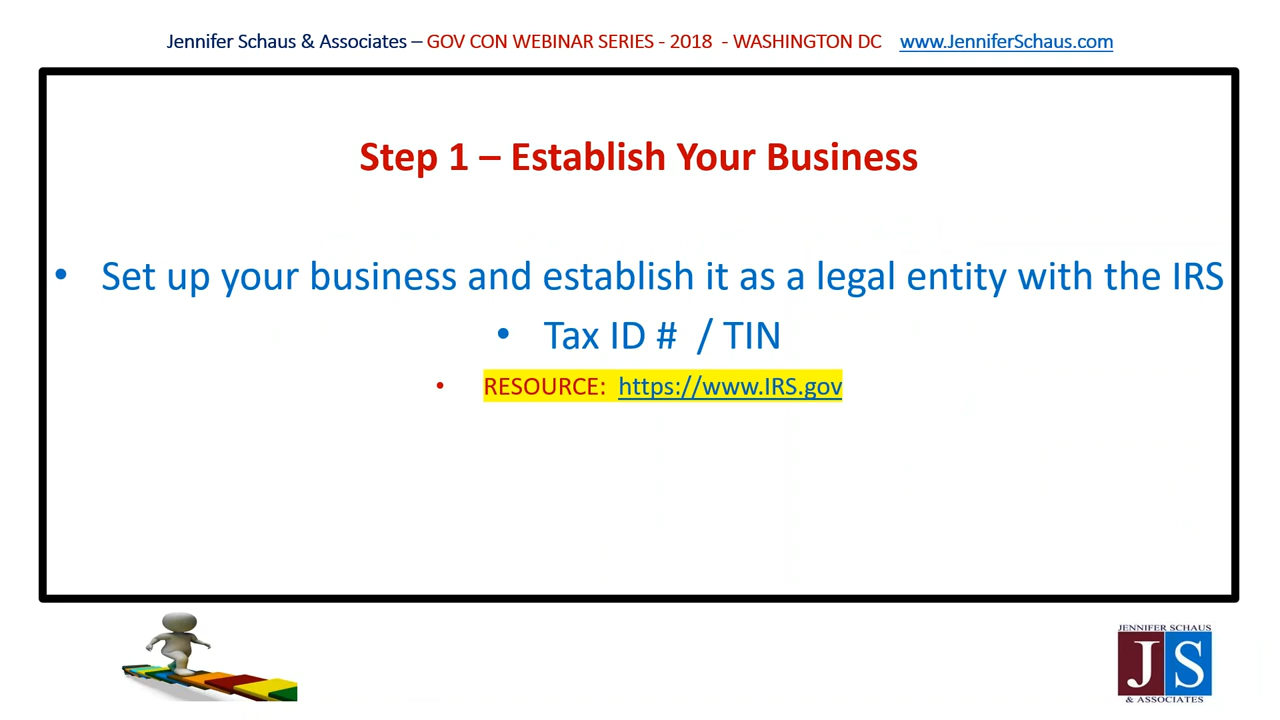 Jennifer Schaus & Associates – GOV CON WEBINAR SERIES - 2018 - WASHINGTON DC www.JenniferSchaus.com
Step 1 – Establish Your Business
• Set up your business and establish it as a legal entity with the IRS
• Tax ID # / TIN
• RESOURCE: https://www.IRS.gov
JENNIFER SCHAUS
JS
& ASSOCIATES